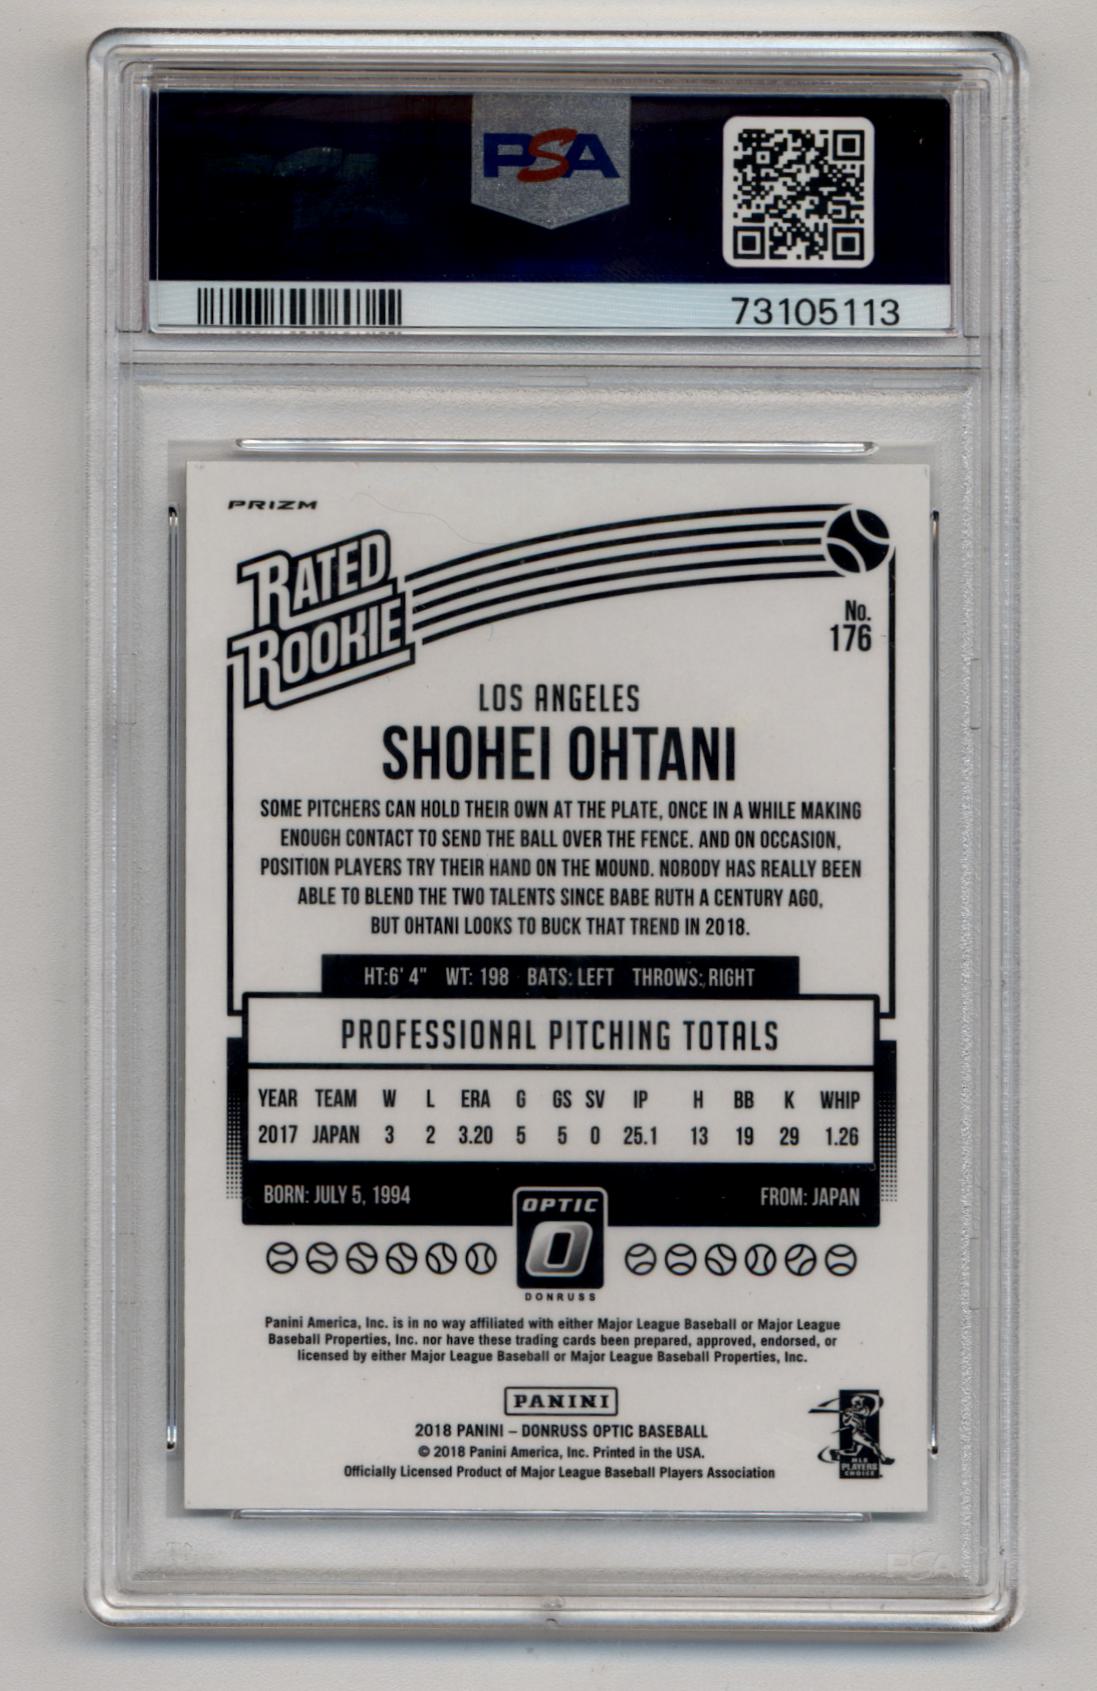 PSA
73105113
PRIZM
RATED
ROOKIE
No.
176
LOS ANGELES
SHOHEI OHTANI
SOME PITCHERS CAN HOLD THEIR OWN AT THE PLATE, ONCE IN A WHILE MAKING
ENOUGH CONTACT TO SEND THE BALL OVER THE FENCE. AND ON OCCASION,
POSITION PLAYERS TRY THEIR HAND ON THE MOUND. NOBODY HAS REALLY BEEN
ABLE TO BLEND THE TWO TALENTS SINCE BABE RUTH A CENTURY AGO,
BUT OHTANI LOOKS TO BUCK THAT TREND IN 2018.
HT:6' 4" WT: 198 BATS: LEFT THROWS: RIGHT
PROFESSIONAL PITCHING TOTALS
YEAR TEAM W L ERA G GS SV IP H BB K WHIP
2017 JAPAN 3 2 3.20 5 5 0 25.1 13 19 29 1.26
BORN: JULY 5, 1994 FROM: JAPAN
OPTIC
O
DONRUSS
Panini America, Inc. is in no way affiliated with either Major League Baseball or Major League
Baseball Properties, Inc. nor have these trading cards been prepared, approved, endorsed, or
licensed by either Major League Baseball or Major League Baseball Properties, Inc.
PANINI
2018 PANINI – DONRUSS OPTIC BASEBALL
© 2018 Panini America, Inc. Printed in the USA.
Officially Licensed Product of Major League Baseball Players Association
MLB
PLAYERS
CHOICE
PSA